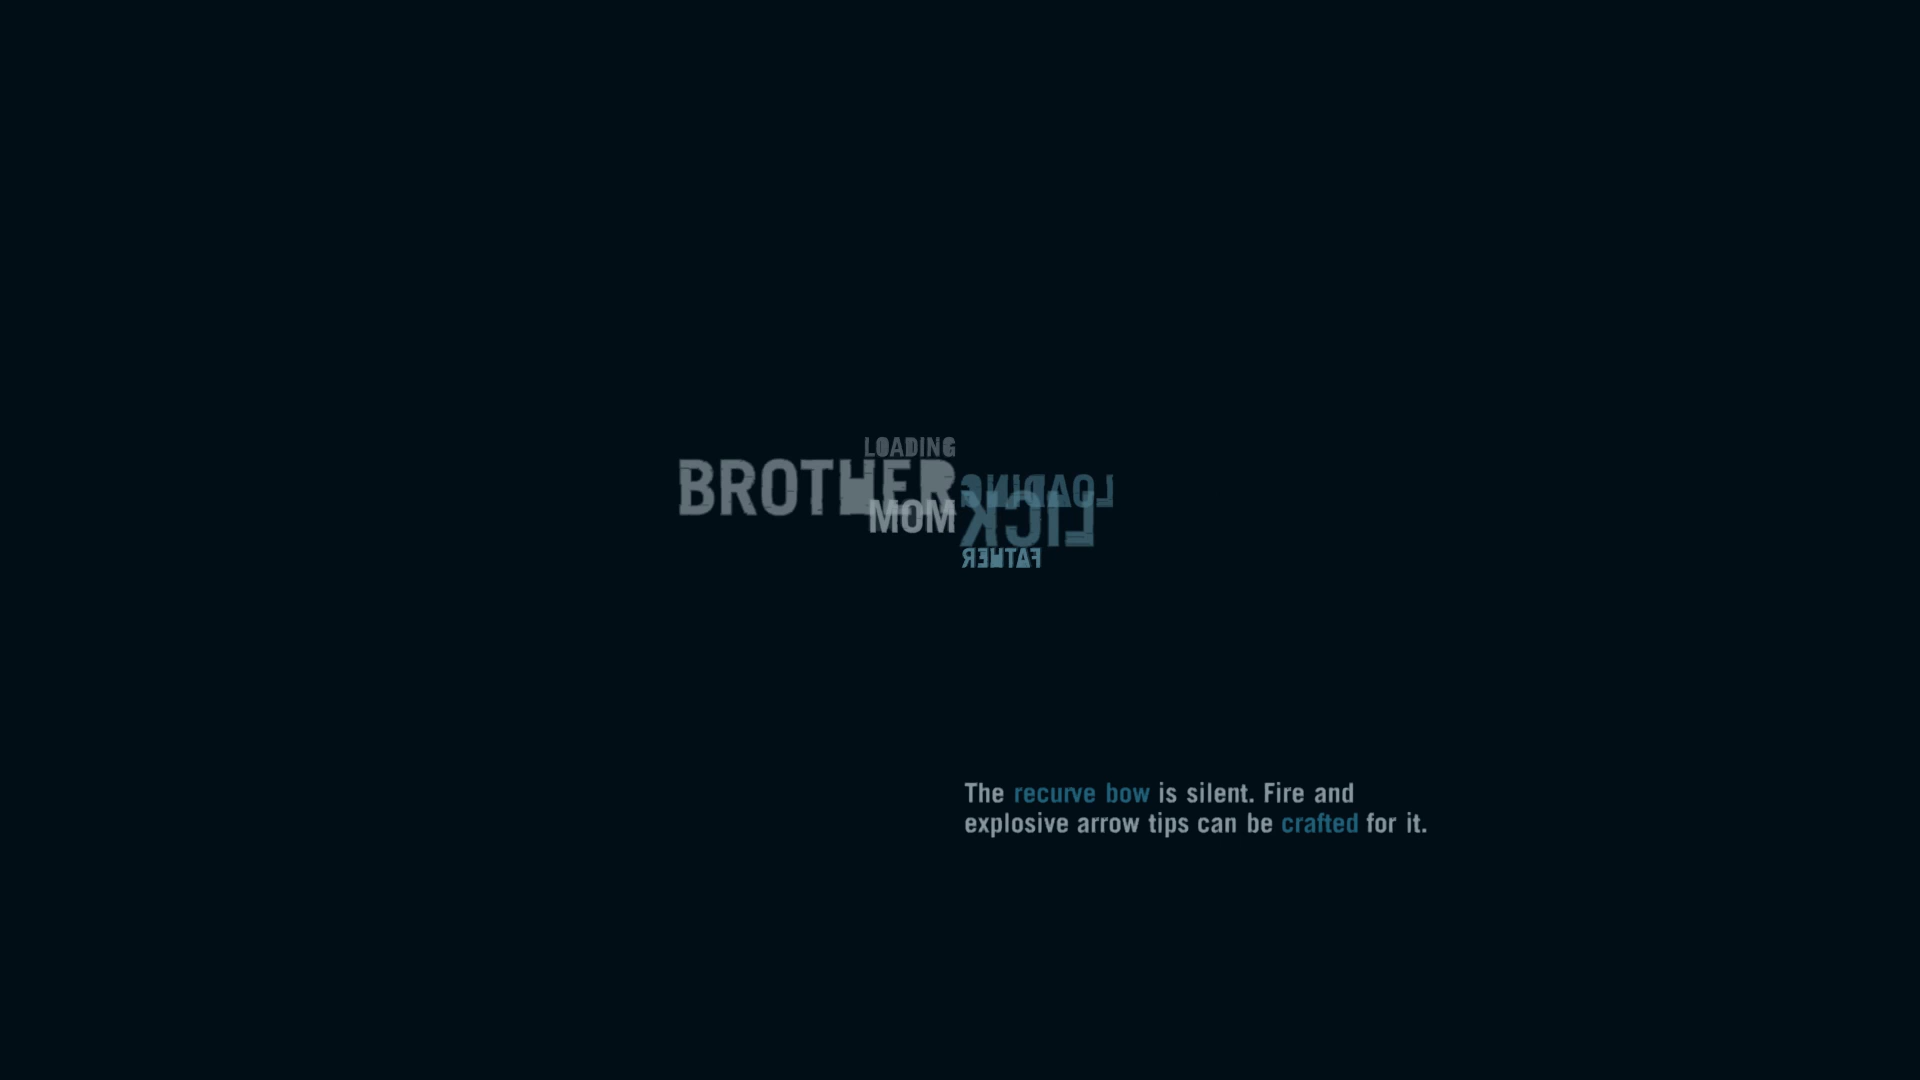 LOADING
BROTHER
MOM
LOADING
LICK
FATHER
The recurve bow is silent. Fire and
explosive arrow tips can be crafted for it.